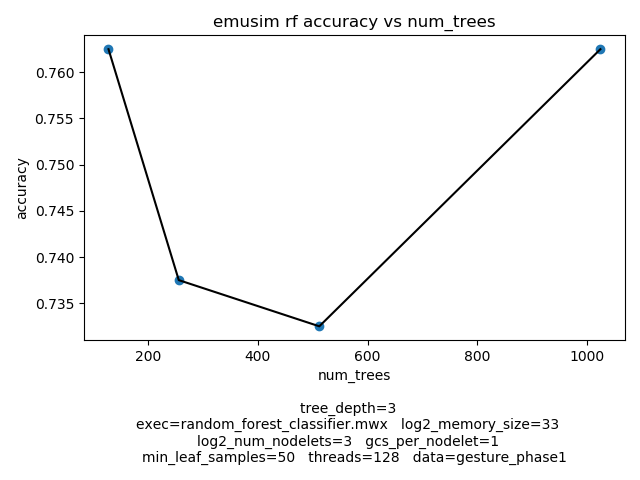 emusim rf accuracy vs num_trees
accuracy
0.760
0.755
0.750
0.745
0.740
0.735
200 400 600 800 1000
num_trees
tree_depth=3
exec=random_forest_classifier.mwx log2_memory_size=33
log2_num_nodelets=3 gcs_per_nodelet=1
min_leaf_samples=50 threads=128 data=gesture_phase1